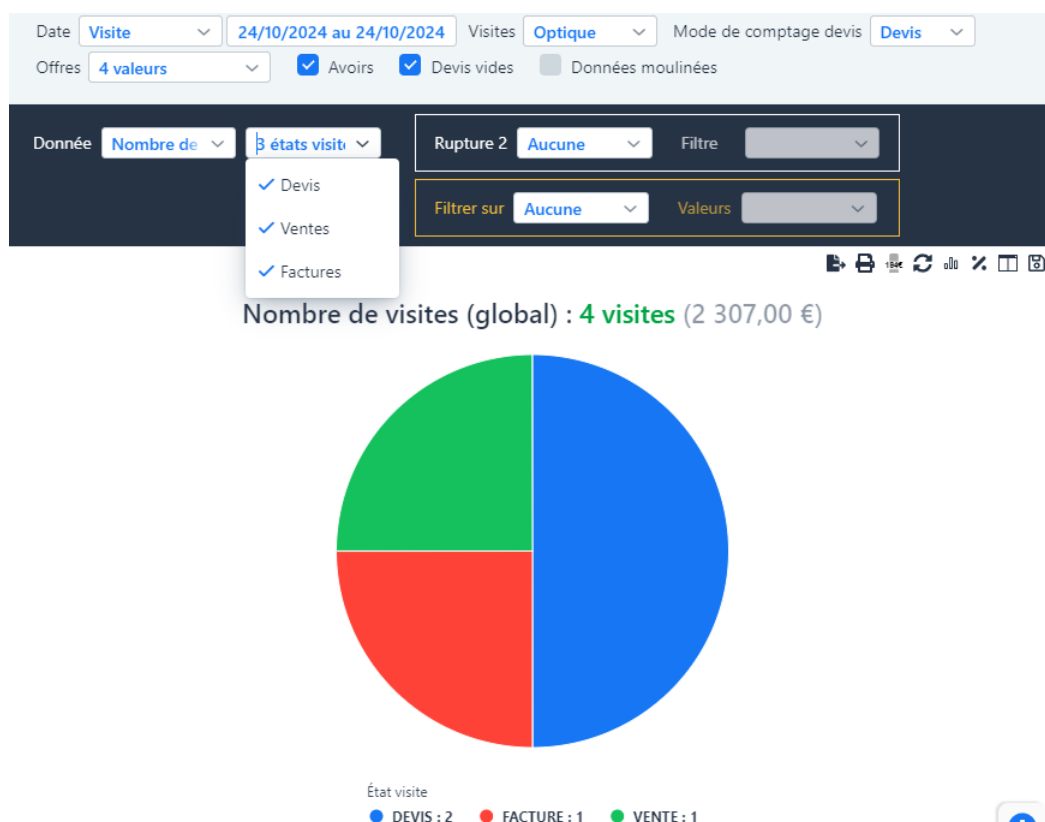 Date Visite 24/10/2024 au 24/10/2024 Visites Optique Mode de comptage devis Devis
Offres 4 valeurs Avoirs Devis vides Données moulinées
Donnée Nombre de 3 états visite Rupture 2 Aucune Filtre
Devis
Filtrer sur Aucune Valeurs
Ventes
Factures
Nombre de visites (global) : 4 visites (2 307,00 €)
État visite
DEVIS : 2 FACTURE : 1 VENTE : 1